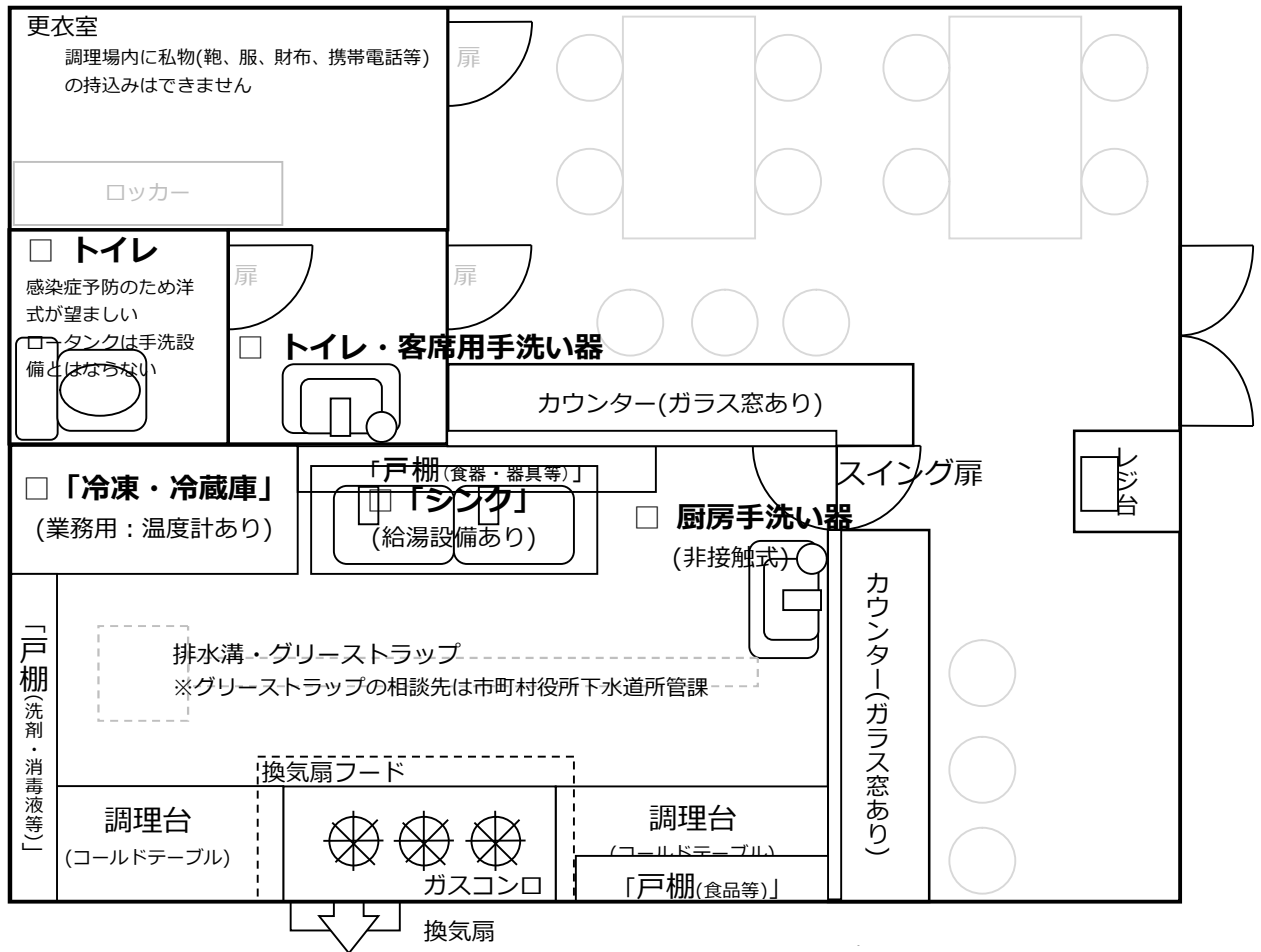 更衣室
調理場内に私物(鞄、服、財布、携帯電話等)
の持込みはできません
扉
ロッカー
□ トイレ
感染症予防のため洋
式が望ましい
ロータンクは手洗設
備とはならない
扉
扉
□ トイレ・客席用手洗い器
カウンター(ガラス窓あり)
□「冷凍・冷蔵庫」
(業務用：温度計あり)
「戸棚(食器・器具等)」
□「シンク」
(給湯設備あり)
□ 厨房手洗い器
(非接触式)
スイング扉
レジ台
「戸棚(洗剤・消毒液等)」
排水溝・グリーストラップ
※グリーストラップの相談先は市町村役所下水道所管課
カウンター(ガラス窓あり)
換気扇フード
調理台
(コールドテーブル)
ガスコンロ
調理台
(コールドテーブル)
「戸棚(食品等)」
換気扇